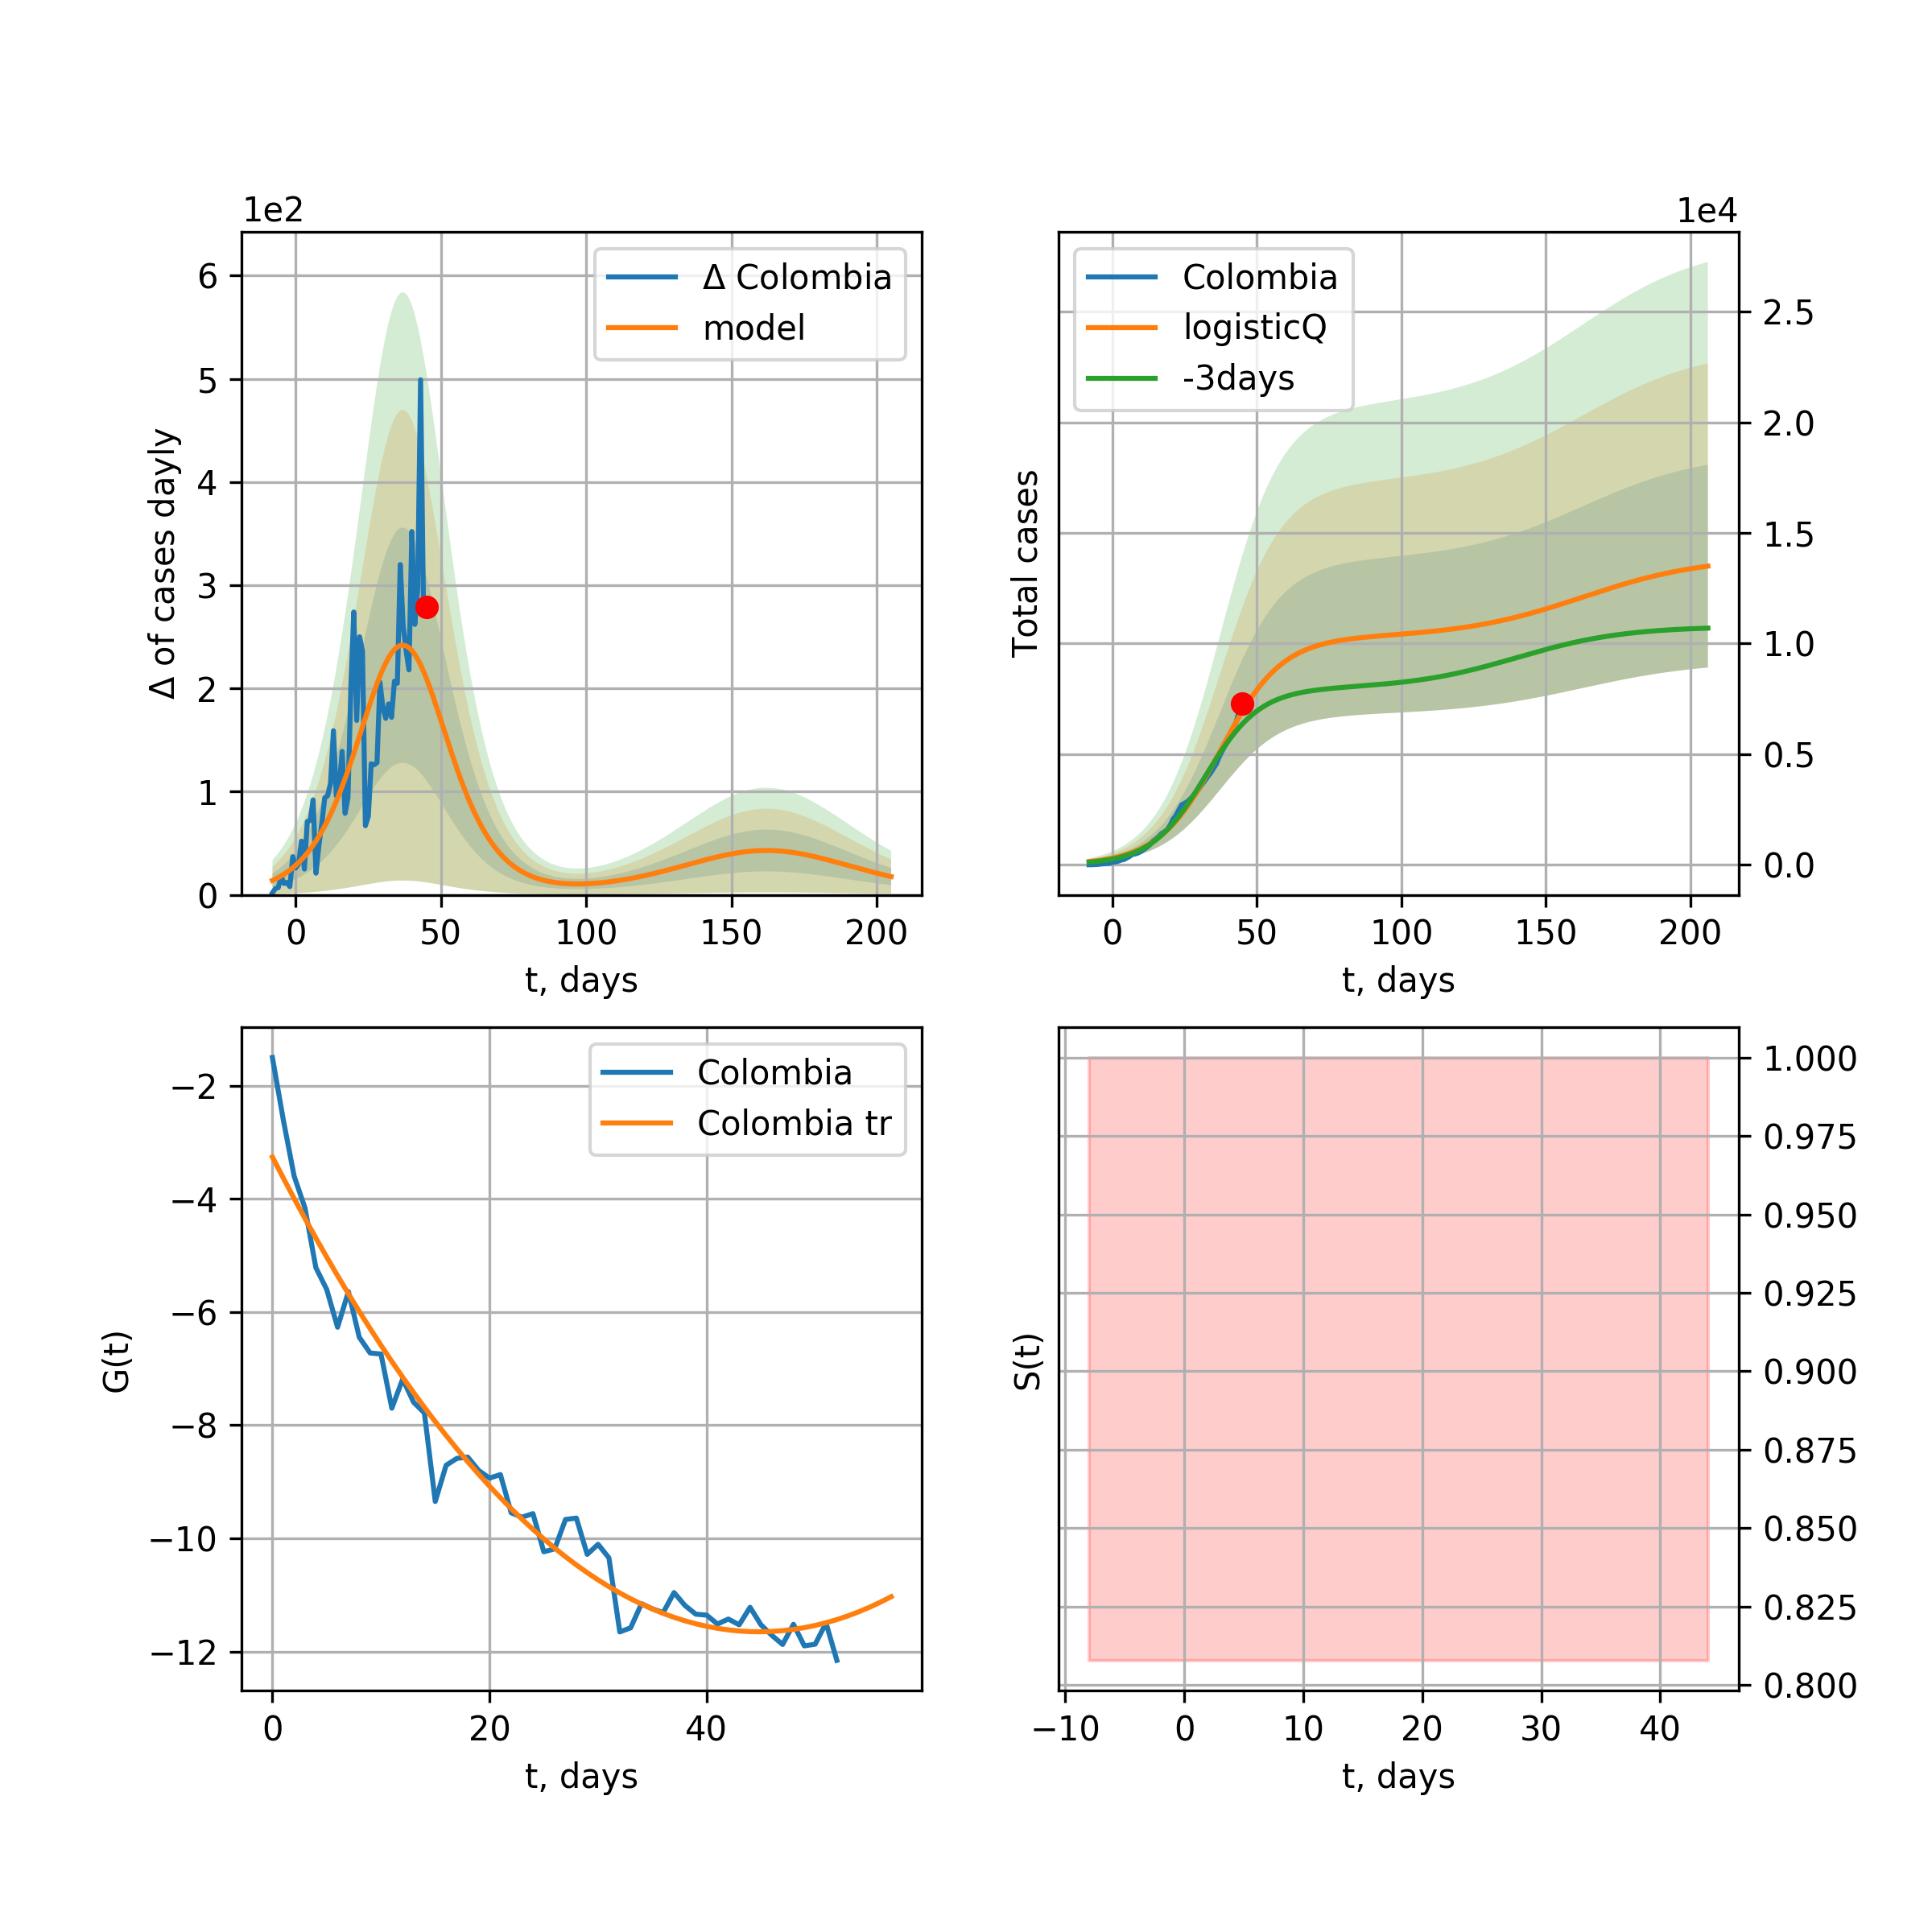 1e2
Δ of cases dayly
6
5
4
3
2
1
0
Δ Colombia
model
0 50 100 150 200
t, days
1e4
Total cases
Colombia
logisticQ
-3days
2.5
2.0
1.5
1.0
0.5
0.0
0 50 100 150 200
t, days
G(t)
−2
−4
−6
−8
−10
−12
Colombia
Colombia tr
0 20 40
t, days
S(t)
1.000
0.975
0.950
0.925
0.900
0.875
0.850
0.825
0.800
−10 0 10 20 30 40
t, days